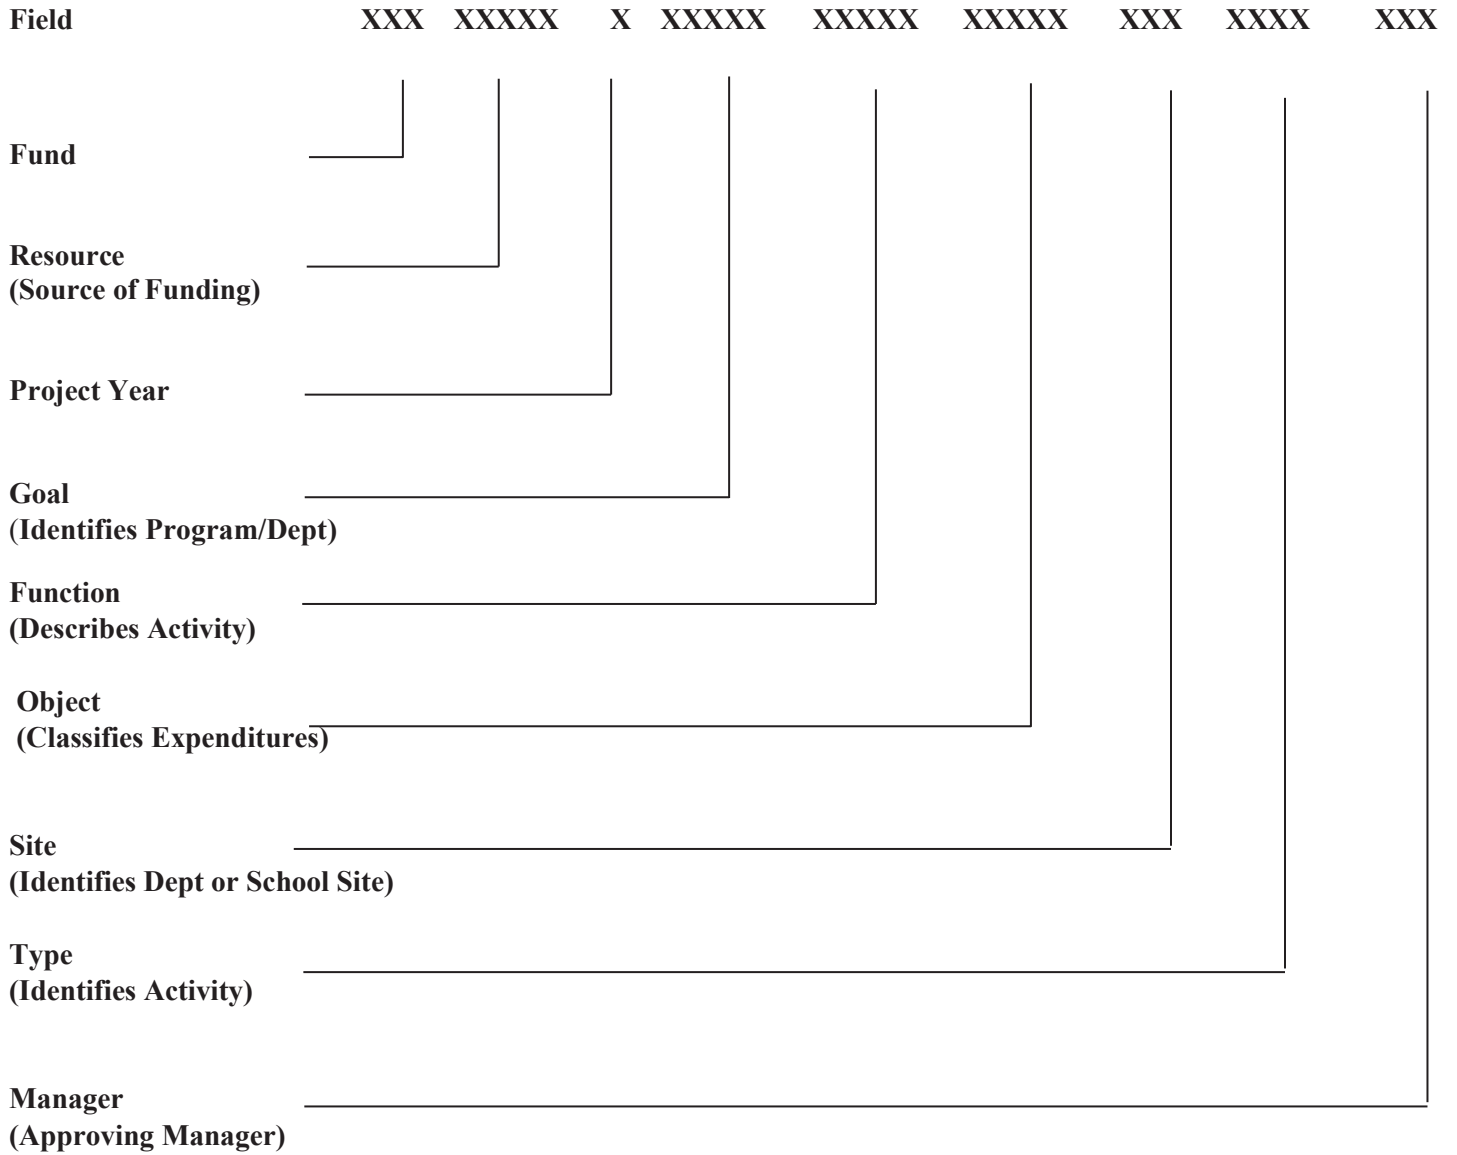 Field XXX XXXXX X XXXXX XXXXX XXXXX XXX XXXX XXX
Fund
Resource
(Source of Funding)
Project Year
Goal
(Identifies Program/Dept)
Function
(Describes Activity)
Object
(Classifies Expenditures)
Site
(Identifies Dept or School Site)
Type
(Identifies Activity)
Manager
(Approving Manager)